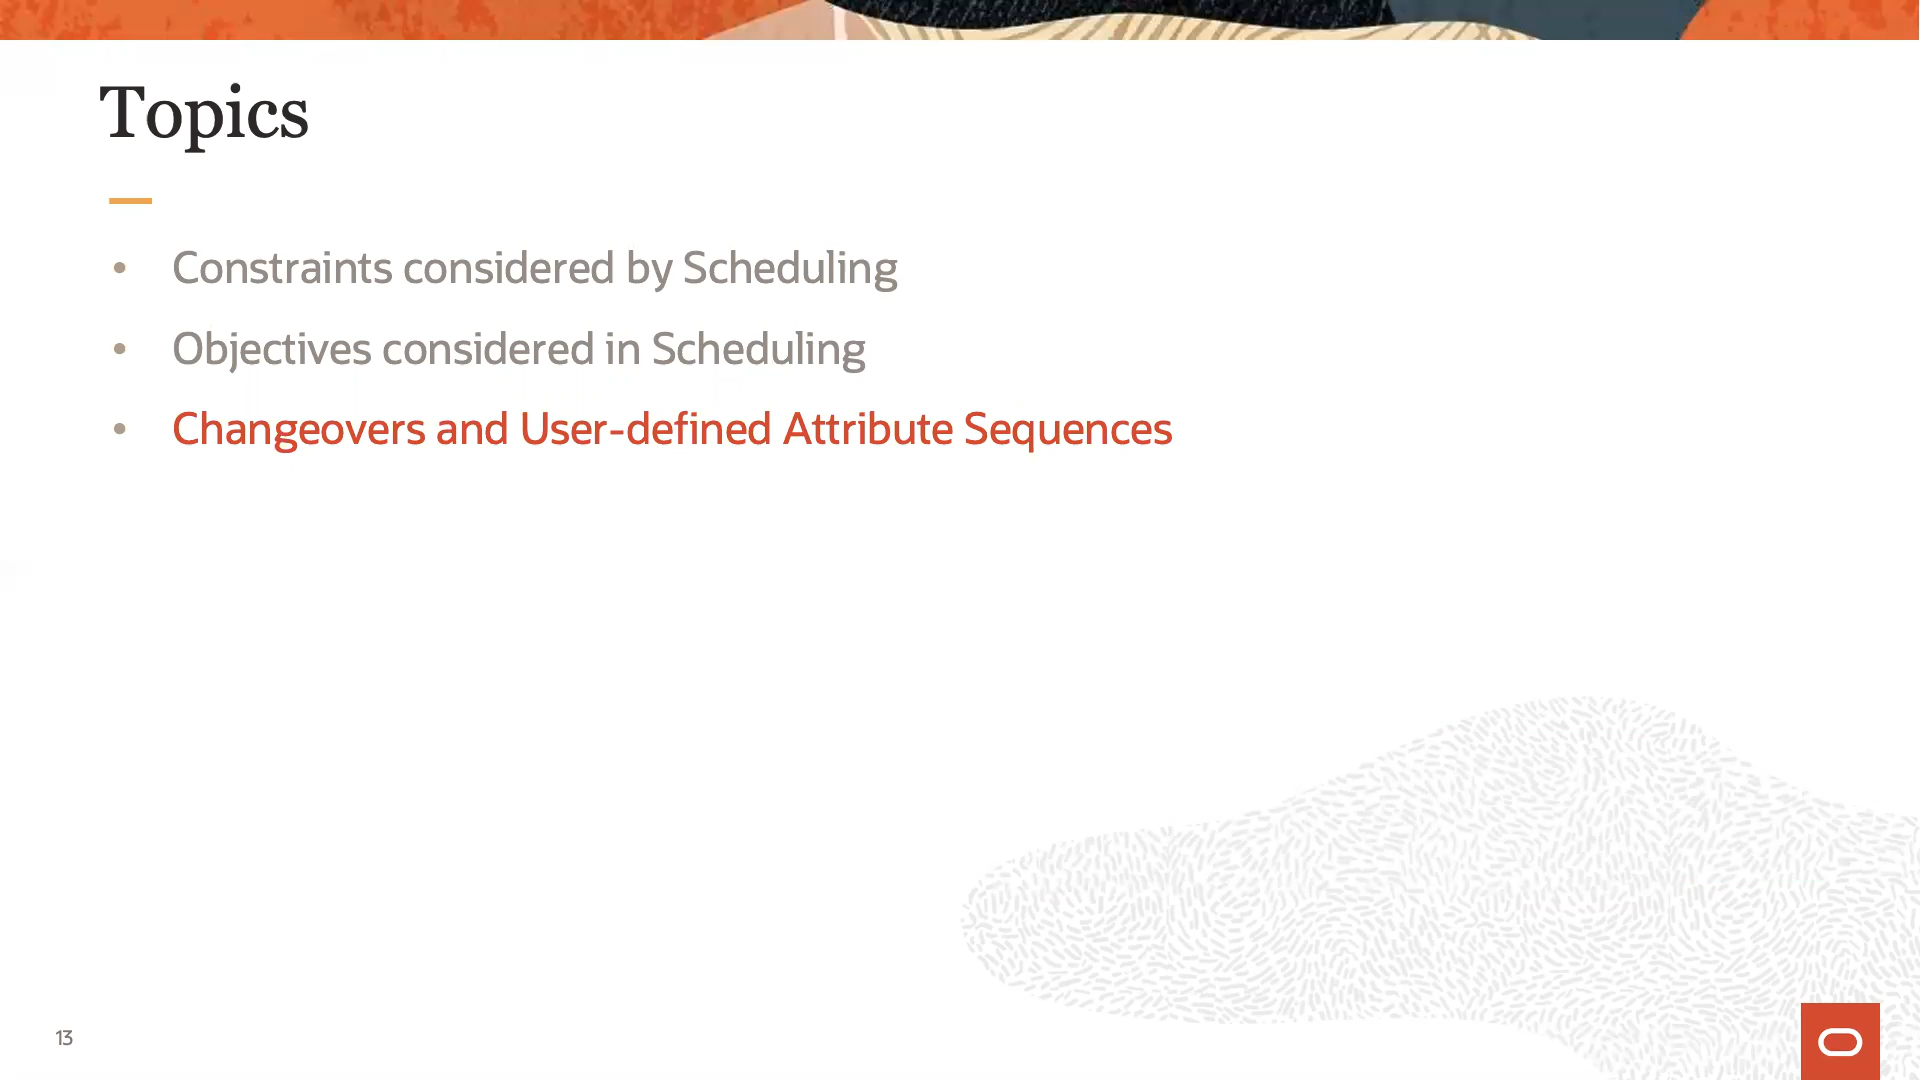 Topics
• Constraints considered by Scheduling
• Objectives considered in Scheduling
• Changeovers and User-defined Attribute Sequences
13